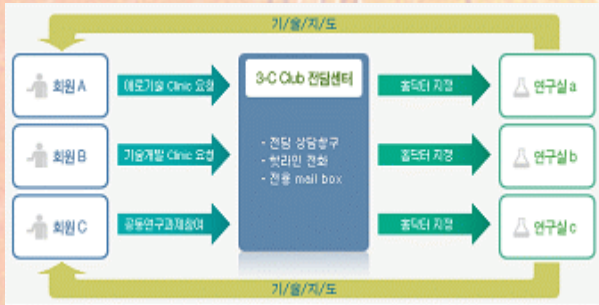 기/술/지/도
회원 A
애로기술 Clinic 요청
3-C Club 전담센터
홈닥터 지정
연구실 a
회원 B
기술개발 Clinic 요청
- 전담 상담창구
- 핫라인 전화
- 전용 mail box
홈닥터 지정
연구실 b
회원 C
공동연구과제참여
홈닥터 지정
연구실 c
기/술/지/도